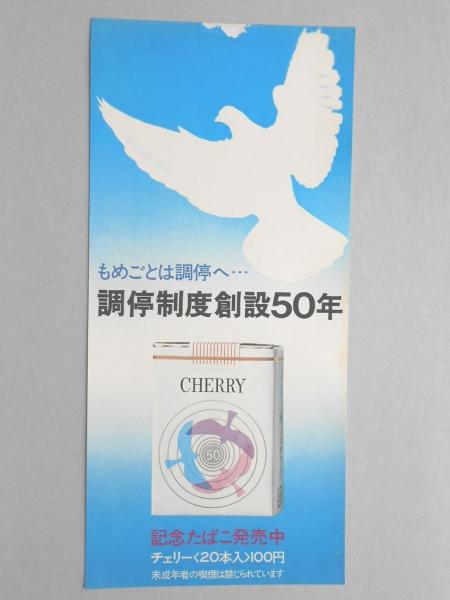 もめごとは調停へ…
調停制度創設50年
CHERRY
50
記念たばこ発売中
チェリー<20本入>100円
未成年者の喫煙は禁じられています